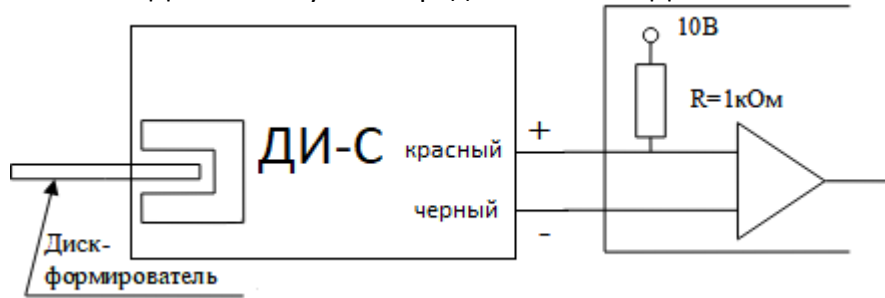 10В
R=1кОм
ДИ-С
красный
+
черный
-
Диск-
формирователь